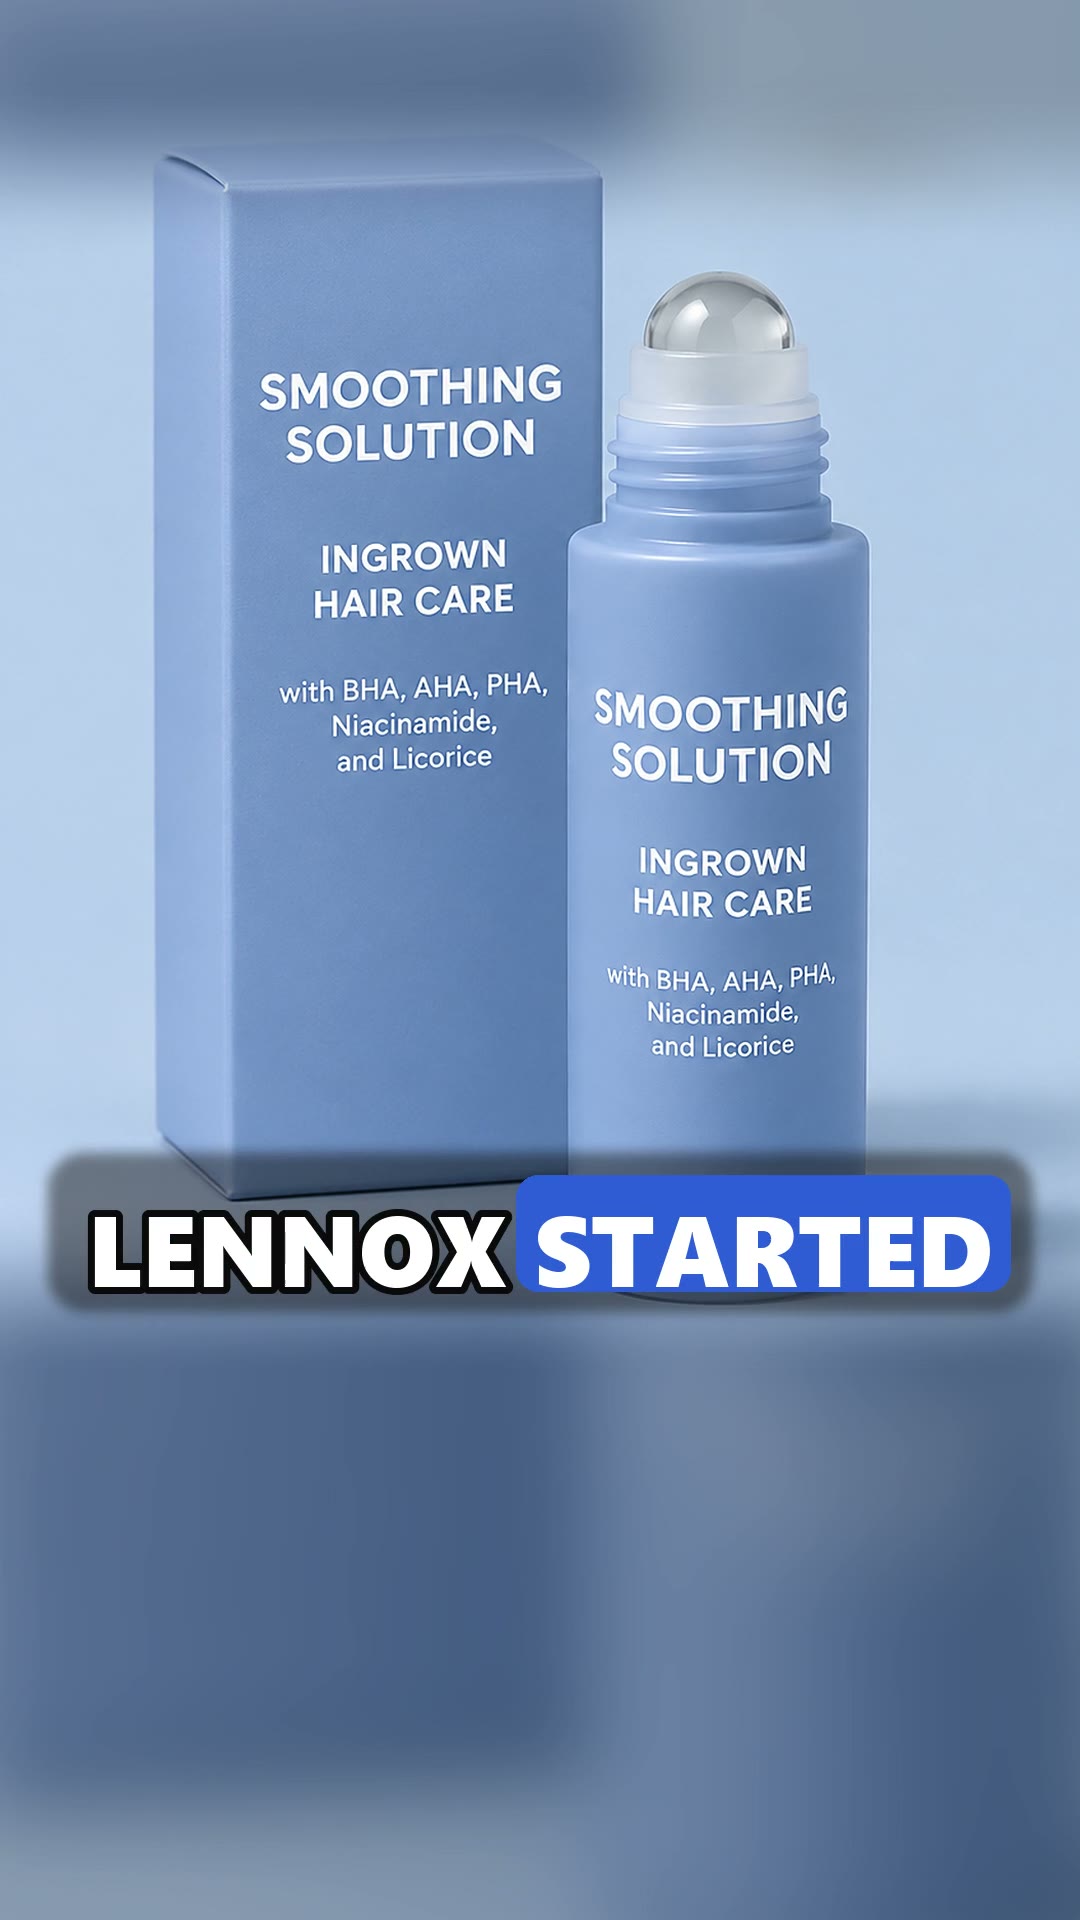 SMOOTHING
SOLUTION
INGROWN
HAIR CARE
with BHA, AHA, PHA,
Niacinamide,
and Licorice
SMOOTHING
SOLUTION
INGROWN
HAIR CARE
with BHA, AHA, PHA,
Niacinamide,
and Licorice
LENNOX STARTED